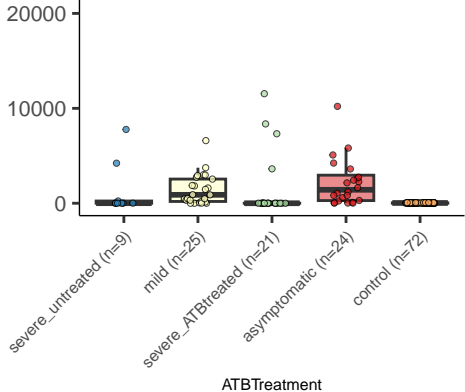 20000
10000
0
severe_untreated (n=9)
mild (n=25)
severe_ATBtreated (n=21)
asymptomatic (n=24)
control (n=72)
ATBTreatment